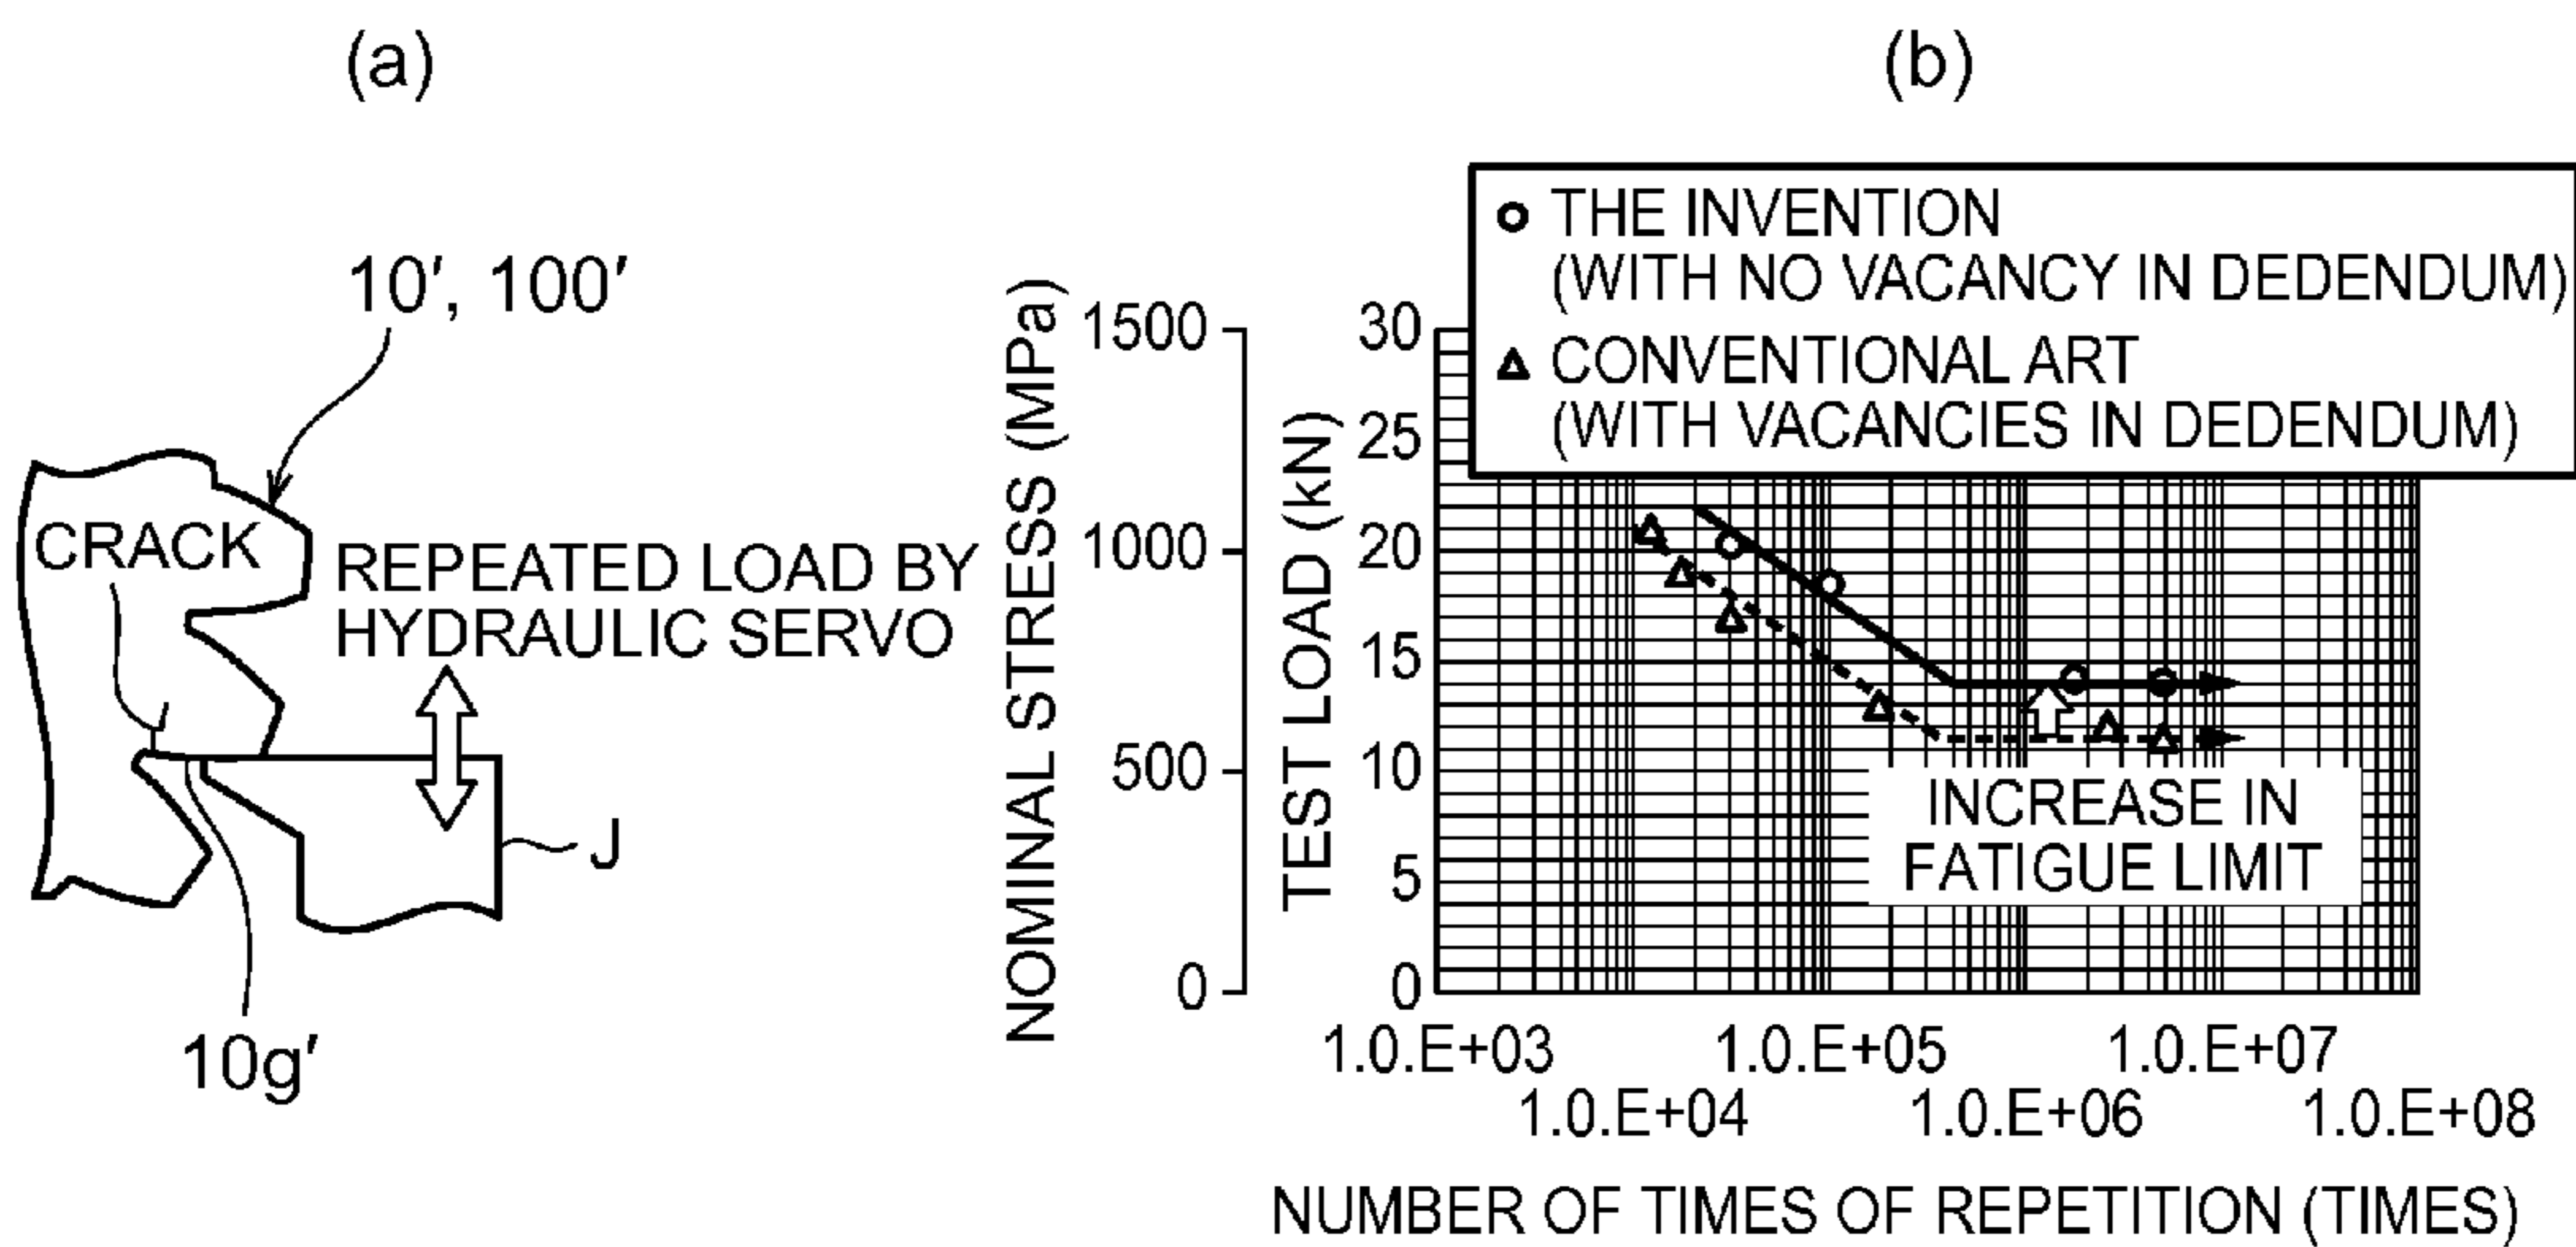 (a)
10′, 100′
CRACK
REPEATED LOAD BY
HYDRAULIC SERVO
J
10g′
(b)
THE INVENTION
(WITH NO VACANCY IN DEDENDUM)
CONVENTIONAL ART
(WITH VACANCIES IN DEDENDUM)
NOMINAL STRESS (MPa)
1500
1000
500
0
TEST LOAD (kN)
30
25
20
15
10
5
0
INCREASE IN
FATIGUE LIMIT
1.0.E+03 1.0.E+05 1.0.E+07
1.0.E+04 1.0.E+06 1.0.E+08
NUMBER OF TIMES OF REPETITION (TIMES)